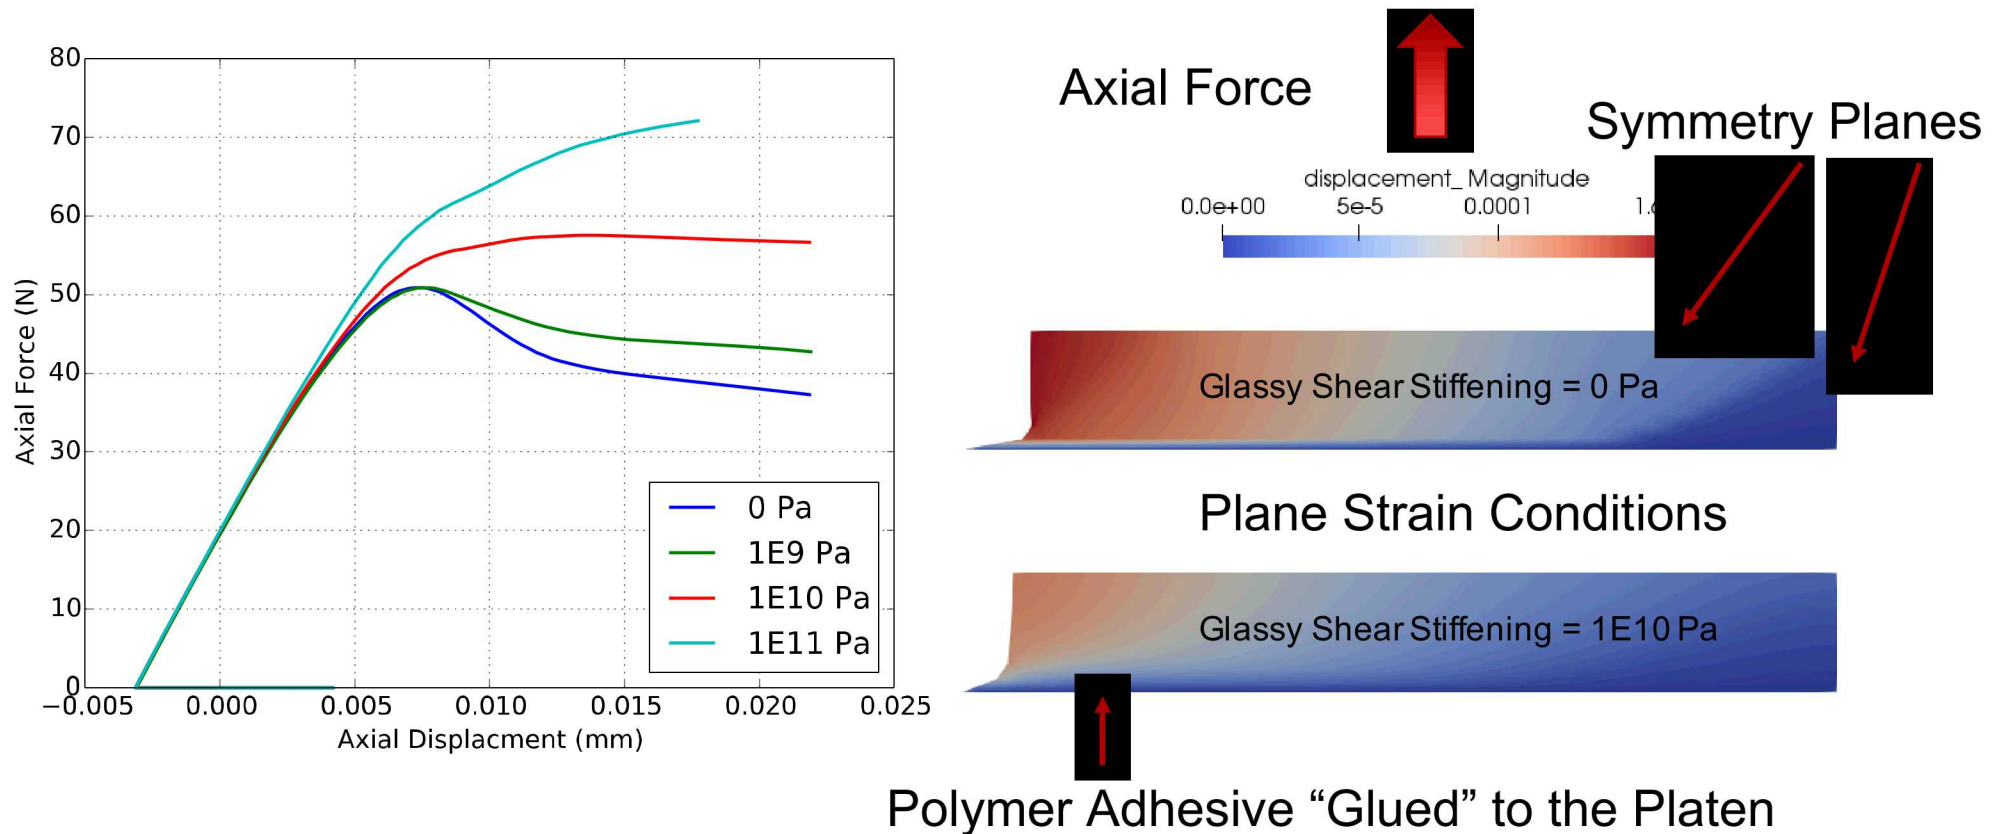 80
70
60
50
40
30
20
10
0
−0.005
0.000
0.005
0.010
0.015
0.020
0.025
Axial Force (N)
Axial Displacment (mm)
0 Pa
1E9 Pa
1E10 Pa
1E11 Pa
Axial Force
Symmetry Planes
displacement_ Magnitude
0.0e+00
5e-5
0.0001
Glassy Shear Stiffening = 0 Pa
Plane Strain Conditions
Glassy Shear Stiffening = 1E10 Pa
Polymer Adhesive “Glued” to the Platen